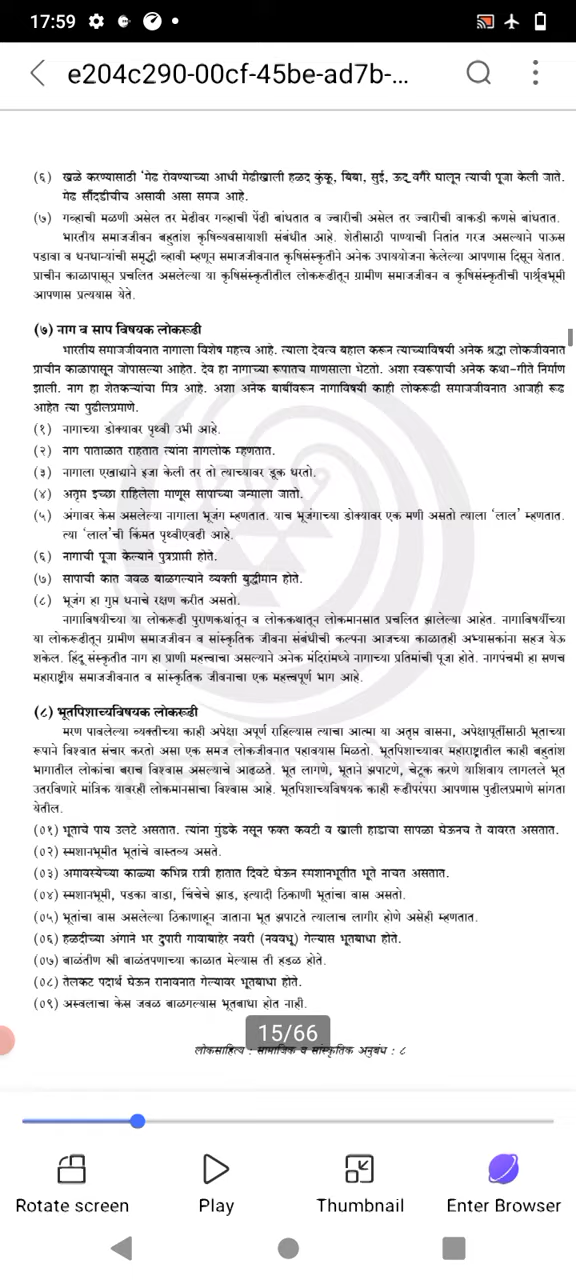 17:59
e204c290-00cf-45be-ad7b-...
(६) खळे करण्यासाठी 'मेढ रोवण्याच्या आधी मेढीखाली हळद कुंकू, बिबा, सुई, ऊद वगैरे घालून त्याची पूजा केली जाते.
मेढ सौंदडीचीच असावी असा समज आहे.
(७) गव्हाची मळणी असेल तर मेढीवर गव्हाची पेंढी बांधतात व ज्वारीची असेल तर ज्वारीची वाकडी कणसे बांधतात.
भारतीय समाजजीवन बहुतांश कृषिव्यवसायाशी संबंधीत आहे. शेतीसाठी पाण्याची नितांत गरज असल्याने पाऊस
पडावा व धनधान्यांची समृद्धी व्हावी म्हणून समाजजीवनात कृषिसंस्कृतीने अनेक उपाययोजना केलेल्या आपणास दिसून येतात.
प्राचीन काळापासून प्रचलित असलेल्या या कृषिसंस्कृतीतील लोकरूढीतून ग्रामीण समाजजीवन व कृषिसंस्कृतीची पार्श्वभूमी
आपणास प्रत्ययास येते.
(७) नाग व साप विषयक लोकरूढी
भारतीय समाजजीवनात नागाला विशेष महत्त्व आहे. त्याला देवत्व बहाल करून त्याच्याविषयी अनेक श्रद्धा लोकजीवनात
प्राचीन काळापासून जोपासल्या आहेत. देव हा नागाच्या रूपातच माणसाला भेटतो. अशा स्वरूपाची अनेक कथा-गीते निर्माण
झाली. नाग हा शेतकऱ्यांचा मित्र आहे. अशा अनेक बाबींवरून नागाविषयी काही लोकरूढी समाजजीवनात आजही रूढ
आहेत त्या पुढीलप्रमाणे.
(१) नागाच्या डोक्यावर पृथ्वी उभी आहे.
(२) नाग पाताळात राहतात त्यांना नागलोक म्हणतात.
(३) नागाला एखाद्याने इजा केली तर तो त्याच्यावर डूक धरतो.
(४) अतृप्त इच्छा राहिलेला माणूस सापाच्या जन्माला जातो.
(५) अंगावर केस असलेल्या नागाला भूजंग म्हणतात. याच भूजंगाच्या डोक्यावर एक मणी असतो त्याला 'लाल' म्हणतात.
त्या 'लाल'ची किंमत पृथ्वीएवढी आहे.
(६) नागाची पूजा केल्याने पुत्रप्राप्ती होते.
(७) सापाची कात जवळ बाळगल्याने व्यक्ती बुद्धीमान होते.
(८) भूजंग हा गुप्त धनाचे रक्षण करीत असतो.
नागाविषयीच्या या लोकरूढी पुराणकथातून व लोककथातून लोकमानसात प्रचलित झालेल्या आहेत. नागाविषयींच्या
या लोकरूढीतून ग्रामीण समाजजीवन व सांस्कृतिक जीवना संबंधीची कल्पना आजच्या काळातही अभ्यासकांना सहज येऊ
शकेल. हिंदू संस्कृतीत नाग हा प्राणी महत्त्वाचा असल्याने अनेक मंदिरांमध्ये नागाच्या प्रतिमांची पूजा होते. नागपंचमी हा सणच
महाराष्ट्रीय समाजजीवनात व सांस्कृतिक जीवनाचा एक महत्त्वपूर्ण भाग आहे.
(८) भूतपिशाच्चविषयक लोकरूढी
मरण पावलेल्या व्यक्तीच्या काही अपेक्षा अपूर्ण राहिल्यास त्याचा आत्मा या अतृप्त वासना, अपेक्षापूर्तीसाठी भूताच्या
रूपाने विश्वात संचार करतो असा एक समज लोकजीवनात पहावयास मिळतो. भूतपिशाच्यावर महाराष्ट्रातील काही बहुतांश
भागातील लोकांचा बराच विश्वास असल्याचे आढळते. भूत लागणे, भूताने झपाटणे, चेटूक करणे याशिवाय लागलले भूत
उतरविणारे मांत्रिक यावरही लोकमानसाचा विश्वास आहे. भूतपिशाच्यविषयक काही रूढीपरंपरा आपणास पुढीलप्रमाणे सांगता
येतील.
(०१) भूताचे पाय उलटे असतात. त्यांना मुंडके नसून फक्त कवटी व खाली हाडाचा सापळा घेऊनच ते वावरत असतात.
(०२) स्मशानभूमीत भूतांचे वास्तव्य असते.
(०३) अमावस्येच्या काळ्या कभिन्न रात्री हातात दिवटे घेऊन स्मशानभूतीत भूते नाचत असतात.
(०४) स्मशानभूमी, पडका वाडा, चिंचेचे झाड, इत्यादी ठिकाणी भूतांचा वास असतो.
(०५) भूतांचा वास असलेल्या ठिकाणाहून जाताना भूत झपाटते त्यालाच लागीर होणे असेही म्हणतात.
(०६) हळदीच्या अंगाने भर दुपारी गावाबाहेर नवरी (नववधू) गेल्यास भूतबाधा होते.
(०७) बाळंतीण स्त्री बाळंतपणाच्या काळात मेल्यास ती हडळ होते.
(०८) तेलकट पदार्थ घेऊन रानावनात गेल्यावर भूतबाधा होते.
(०९) अस्वलाचा केस जवळ बाळगल्यास भूतबाधा होत नाही.
15/66
लोकसाहित्य : सामाजिक व सांस्कृतिक अनुबंध : ८
Rotate screen
Play
Thumbnail
Enter Browser